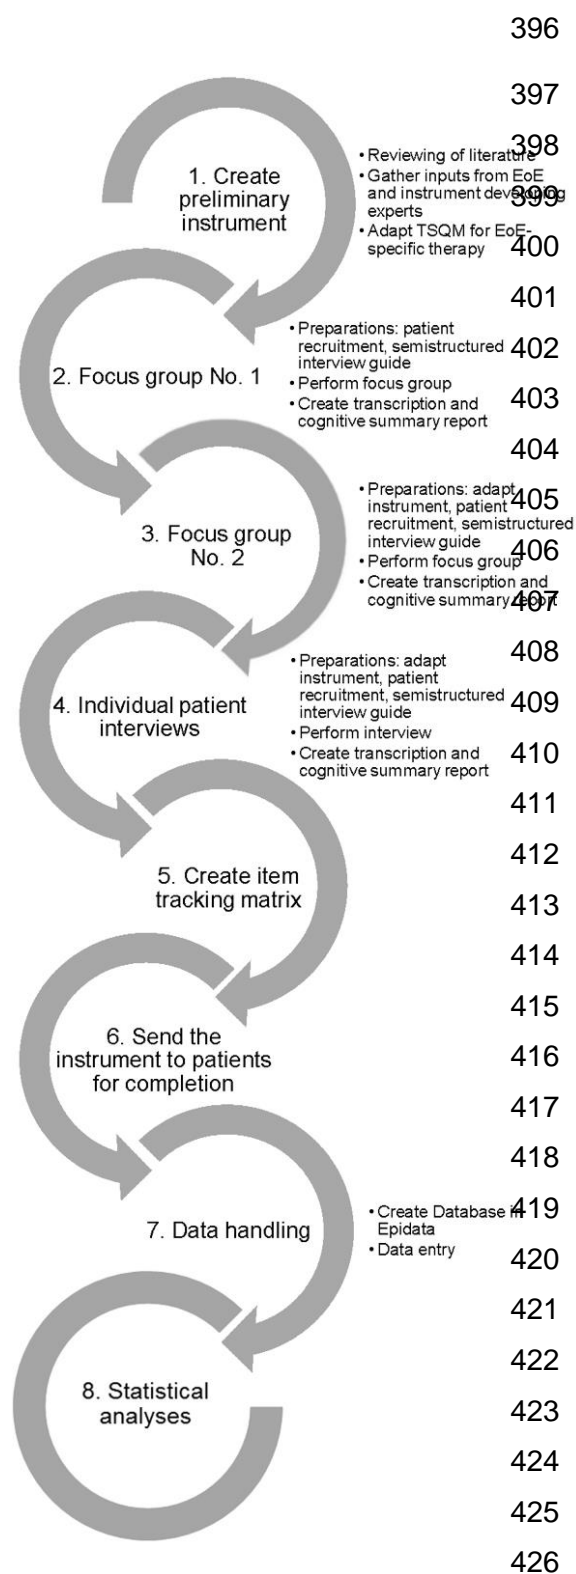 396
397
398
1. Create
preliminary
instrument
• Reviewing of literature
• Gather inputs from EoE
and instrument developing
experts
• Adapt TSQM for EoE-
specific therapy
399
400
401
2. Focus group No. 1
• Preparations: patient
recruitment, semistructured
interview guide
• Perform focus group
• Create transcription and
cognitive summary report
402
403
404
3. Focus group
No. 2
• Preparations: adapt
instrument, patient
recruitment, semistructured
interview guide
• Perform focus group
• Create transcription and
cognitive summary report
405
406
407
408
4. Individual patient
interviews
• Preparations: adapt
instrument, patient
recruitment, semistructured
interview guide
• Perform interview
• Create transcription and
cognitive summary report
409
410
411
412
5. Create item
tracking matrix
413
414
415
6. Send the
instrument to patients
for completion
416
417
418
7. Data handling
• Create Database in
Epidata
• Data entry
419
420
421
422
8. Statistical
analyses
423
424
425
426